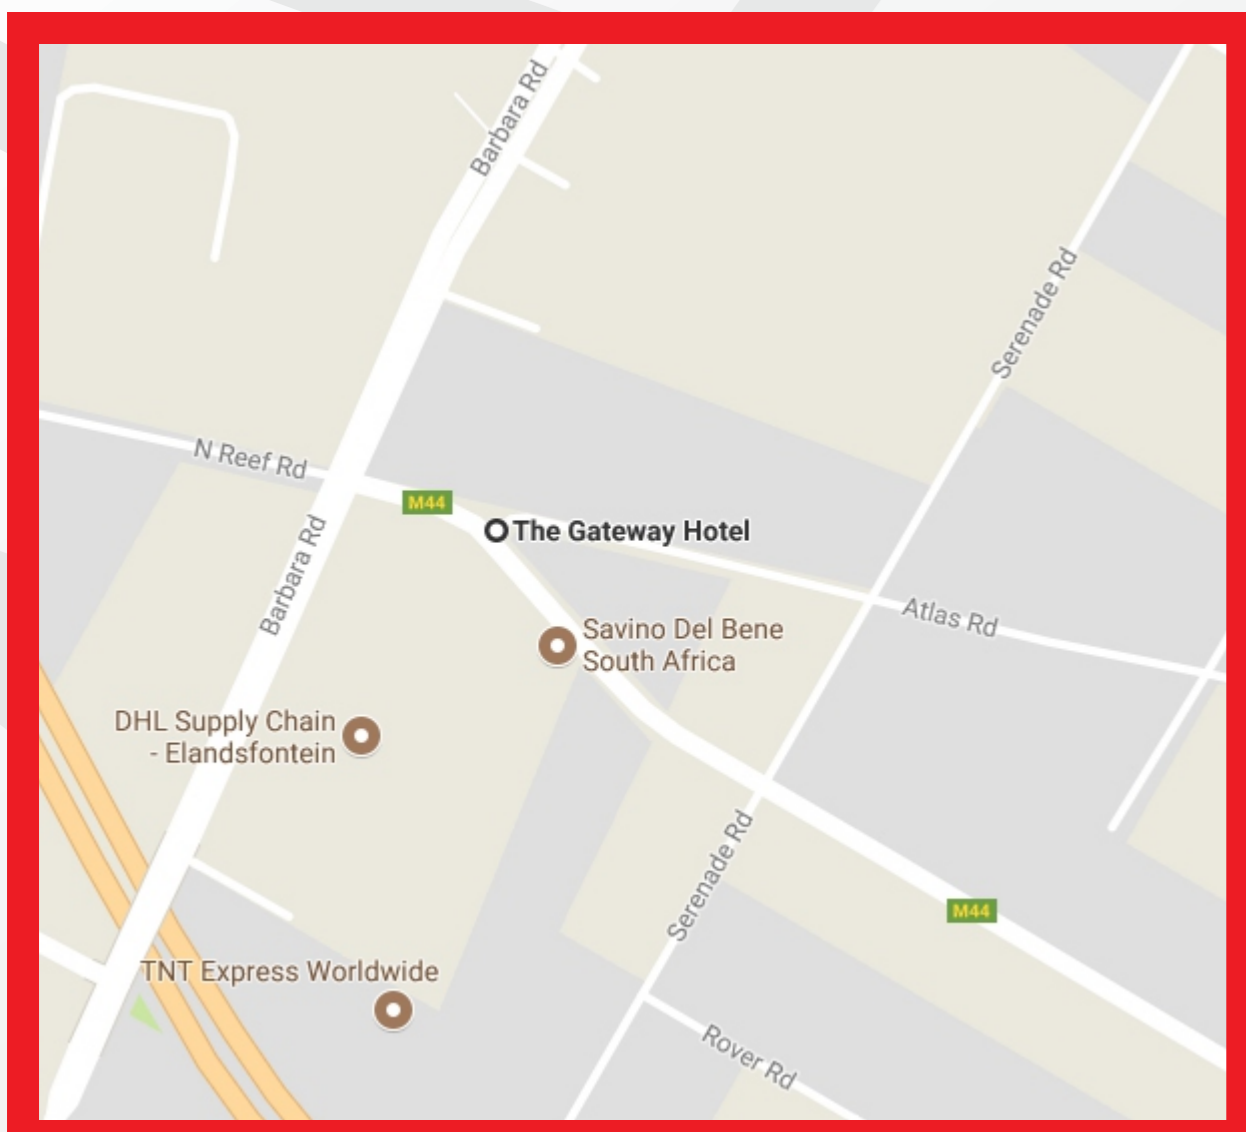 Barbara Rd
Serenade Rd
N Reef Rd
M44
The Gateway Hotel
Barbara Rd
Atlas Rd
Savino Del Bene
South Africa
DHL Supply Chain
- Elandsfontein
Serenade Rd
M44
TNT Express Worldwide
Rover Rd